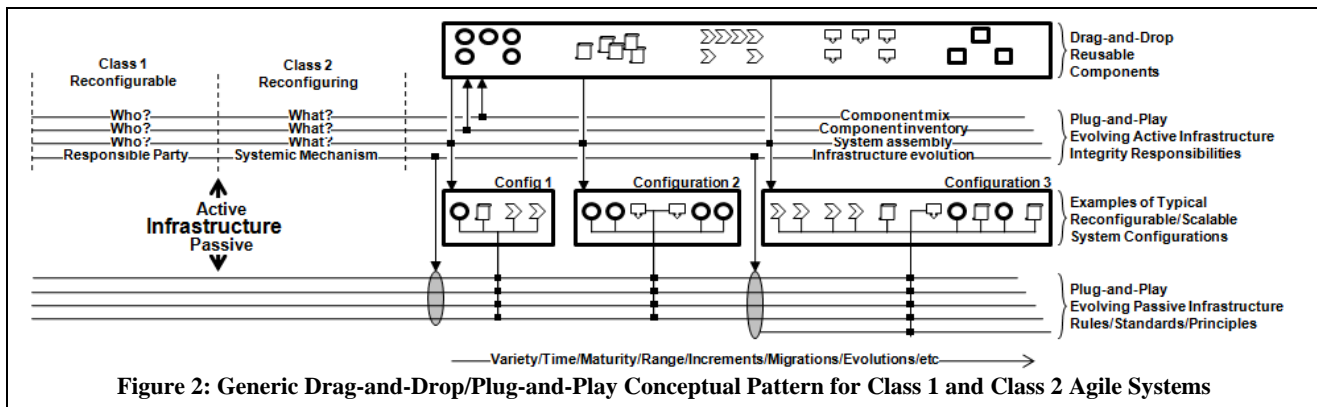 Drag-and-Drop
Reusable
Components
Class 1
Reconfigurable
Class 2
Reconfiguring
Who?
What?
Component mix
Who?
What?
Component inventory
Who?
What?
System assembly
Responsible Party
Systemic Mechanism
Infrastructure evolution
Plug-and-Play
Evolving Active Infrastructure
Integrity Responsibilities
Active
Infrastructure
Passive
Config 1
Configuration 2
Configuration 3
Examples of Typical
Reconfigurable/Scalable
System Configurations
Plug-and-Play
Evolving Passive Infrastructure
Rules/Standards/Principles
Variety/Time/Maturity/Range/Increments/Migrations/Evolutions/etc
Figure 2: Generic Drag-and-Drop/Plug-and-Play Conceptual Pattern for Class 1 and Class 2 Agile Systems